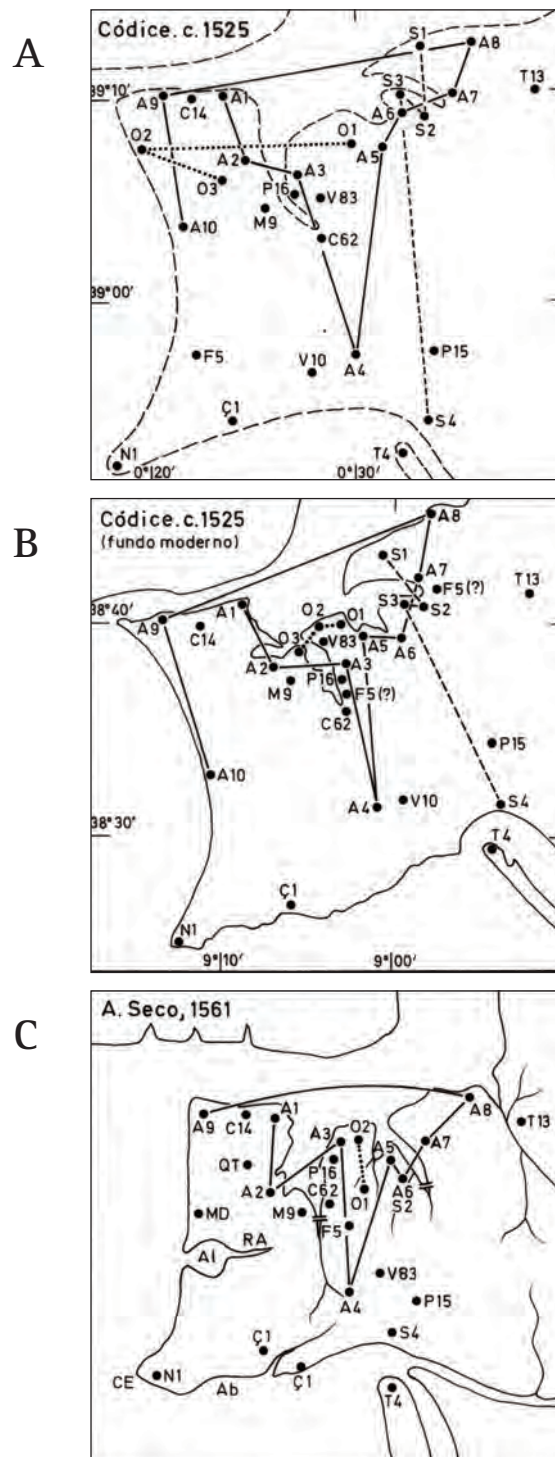 A
Códice. c. 1525
S1
A8
39°10'
A9
C14
A1
S3
A7
T13
A6
S2
O2
O1
A5
A2
O3
A3
P16
V83
M9
A10
C62
39°00'
F5
V10
A4
P15
Ç1
S4
N1
T4
0°20'
0°30'
B
Códice. c. 1525
(fundo moderno)
A8
S1
A7
F5(?)
T13
38°40'
A9
C14
A1
O2
O1
S3
S2
O3
V83
A5
A6
A2
A3
M9
P16
F5(?)
C62
A10
P15
A4
V10
S4
38°30'
T4
Ç1
N1
9°10'
9°00'
C
A. Seco, 1561
A9
C14
A1
A8
T13
A3
O2
A5
A7
QT
P16
A2
C62
O1
A6
S2
MD
M9
F5
RA
Al
V83
A4
P15
Ç1
S4
CE
N1
Ab
Ç1
T4